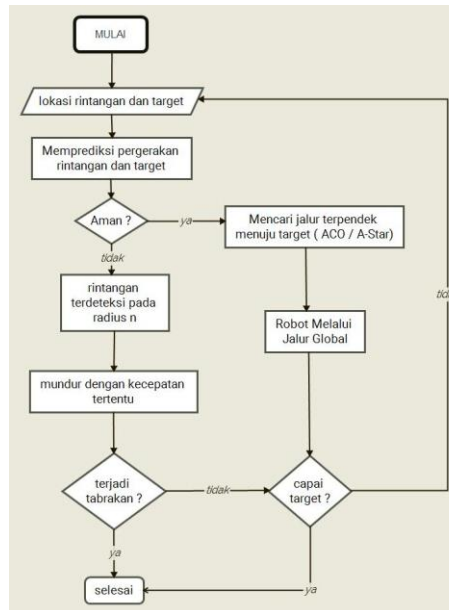 MULAI
lokasi rintangan dan target
Memprediksi pergerakan
rintangan dan target
Aman ?
ya
Mencari jalur terpendek
menuju target ( ACO / A-Star)
tidak
rintangan
terdeteksi pada
radius n
Robot Melalui
Jalur Global
mundur dengan kecepatan
tertentu
terjadi
tabrakan ?
tidak
capai
target ?
ya
ya
selesai